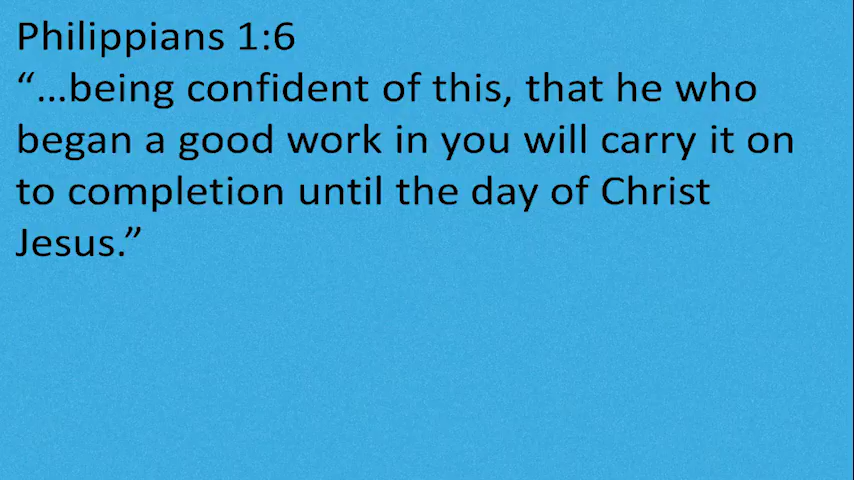 Philippians 1:6
“…being confident of this, that he who
began a good work in you will carry it on
to completion until the day of Christ
Jesus.”